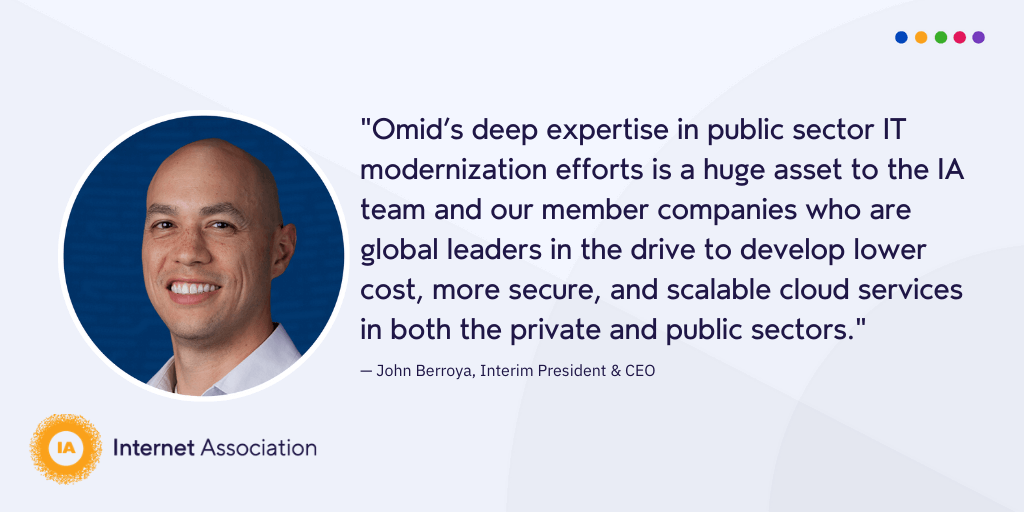 "Omid’s deep expertise in public sector IT
modernization efforts is a huge asset to the IA
team and our member companies who are
global leaders in the drive to develop lower
cost, more secure, and scalable cloud services
in both the private and public sectors."
— John Berroya, Interim President & CEO
IA
Internet Association